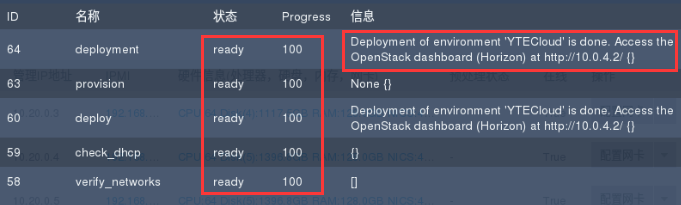 ID 名称 状态 Progress 信息
64 deployment ready 100 Deployment of environment 'YTECloud' is done. Access the
OpenStack dashboard (Horizon) at http://10.0.4.2/ {}
63 provision ready 100 None {}
60 deploy ready 100 Deployment of environment 'YTECloud' is done. Access the
OpenStack dashboard (Horizon) at http://10.0.4.2/ {}
59 check_dhcp ready 100 {}
58 verify_networks ready 100 []